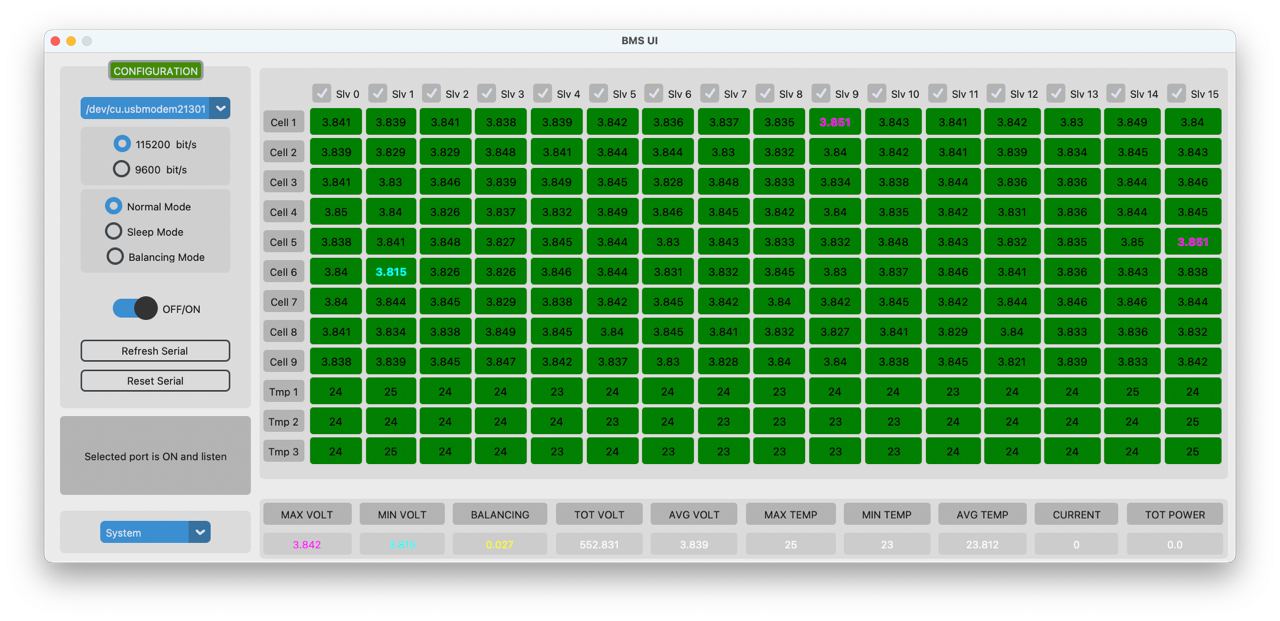 BMS UI
CONFIGURATION
/dev/cu.usbmodem21301
115200 bit/s
9600 bit/s
Normal Mode
Sleep Mode
Balancing Mode
OFF/ON
Refresh Serial
Reset Serial
Selected port is ON and listen
System
Slv 0 Slv 1 Slv 2 Slv 3 Slv 4 Slv 5 Slv 6 Slv 7 Slv 8 Slv 9 Slv 10 Slv 11 Slv 12 Slv 13 Slv 14 Slv 15
Cell 1 3.841 3.839 3.841 3.838 3.839 3.842 3.836 3.837 3.835 3.851 3.843 3.841 3.842 3.83 3.849 3.84
Cell 2 3.839 3.829 3.829 3.848 3.841 3.844 3.844 3.83 3.832 3.84 3.842 3.841 3.839 3.834 3.845 3.843
Cell 3 3.841 3.83 3.846 3.839 3.849 3.845 3.828 3.848 3.833 3.834 3.838 3.844 3.836 3.836 3.844 3.846
Cell 4 3.85 3.84 3.826 3.837 3.832 3.849 3.846 3.845 3.842 3.84 3.835 3.842 3.831 3.836 3.844 3.845
Cell 5 3.838 3.841 3.848 3.827 3.845 3.844 3.83 3.843 3.833 3.832 3.848 3.843 3.832 3.835 3.85 3.851
Cell 6 3.84 3.815 3.826 3.826 3.846 3.844 3.831 3.832 3.845 3.83 3.837 3.846 3.841 3.836 3.843 3.838
Cell 7 3.84 3.844 3.845 3.829 3.838 3.842 3.845 3.842 3.84 3.842 3.845 3.842 3.844 3.846 3.846 3.844
Cell 8 3.841 3.834 3.838 3.849 3.845 3.84 3.845 3.841 3.832 3.827 3.841 3.829 3.84 3.833 3.836 3.832
Cell 9 3.838 3.839 3.845 3.847 3.842 3.837 3.83 3.828 3.84 3.84 3.838 3.845 3.821 3.839 3.833 3.842
Tmp 1 24 25 24 24 23 24 24 24 23 24 24 23 24 24 25 24
Tmp 2 24 24 24 24 24 23 24 23 24 23 23 24 24 24 24 25
Tmp 3 24 25 24 24 23 24 24 23 24 24 23 24 23 24 24 25
MAX VOLT MIN VOLT BALANCING TOT VOLT AVG VOLT MAX TEMP MIN TEMP AVG TEMP CURRENT TOT POWER
3.842 3.815 0.027 552.831 3.839 25 23 23.812 0 0.0